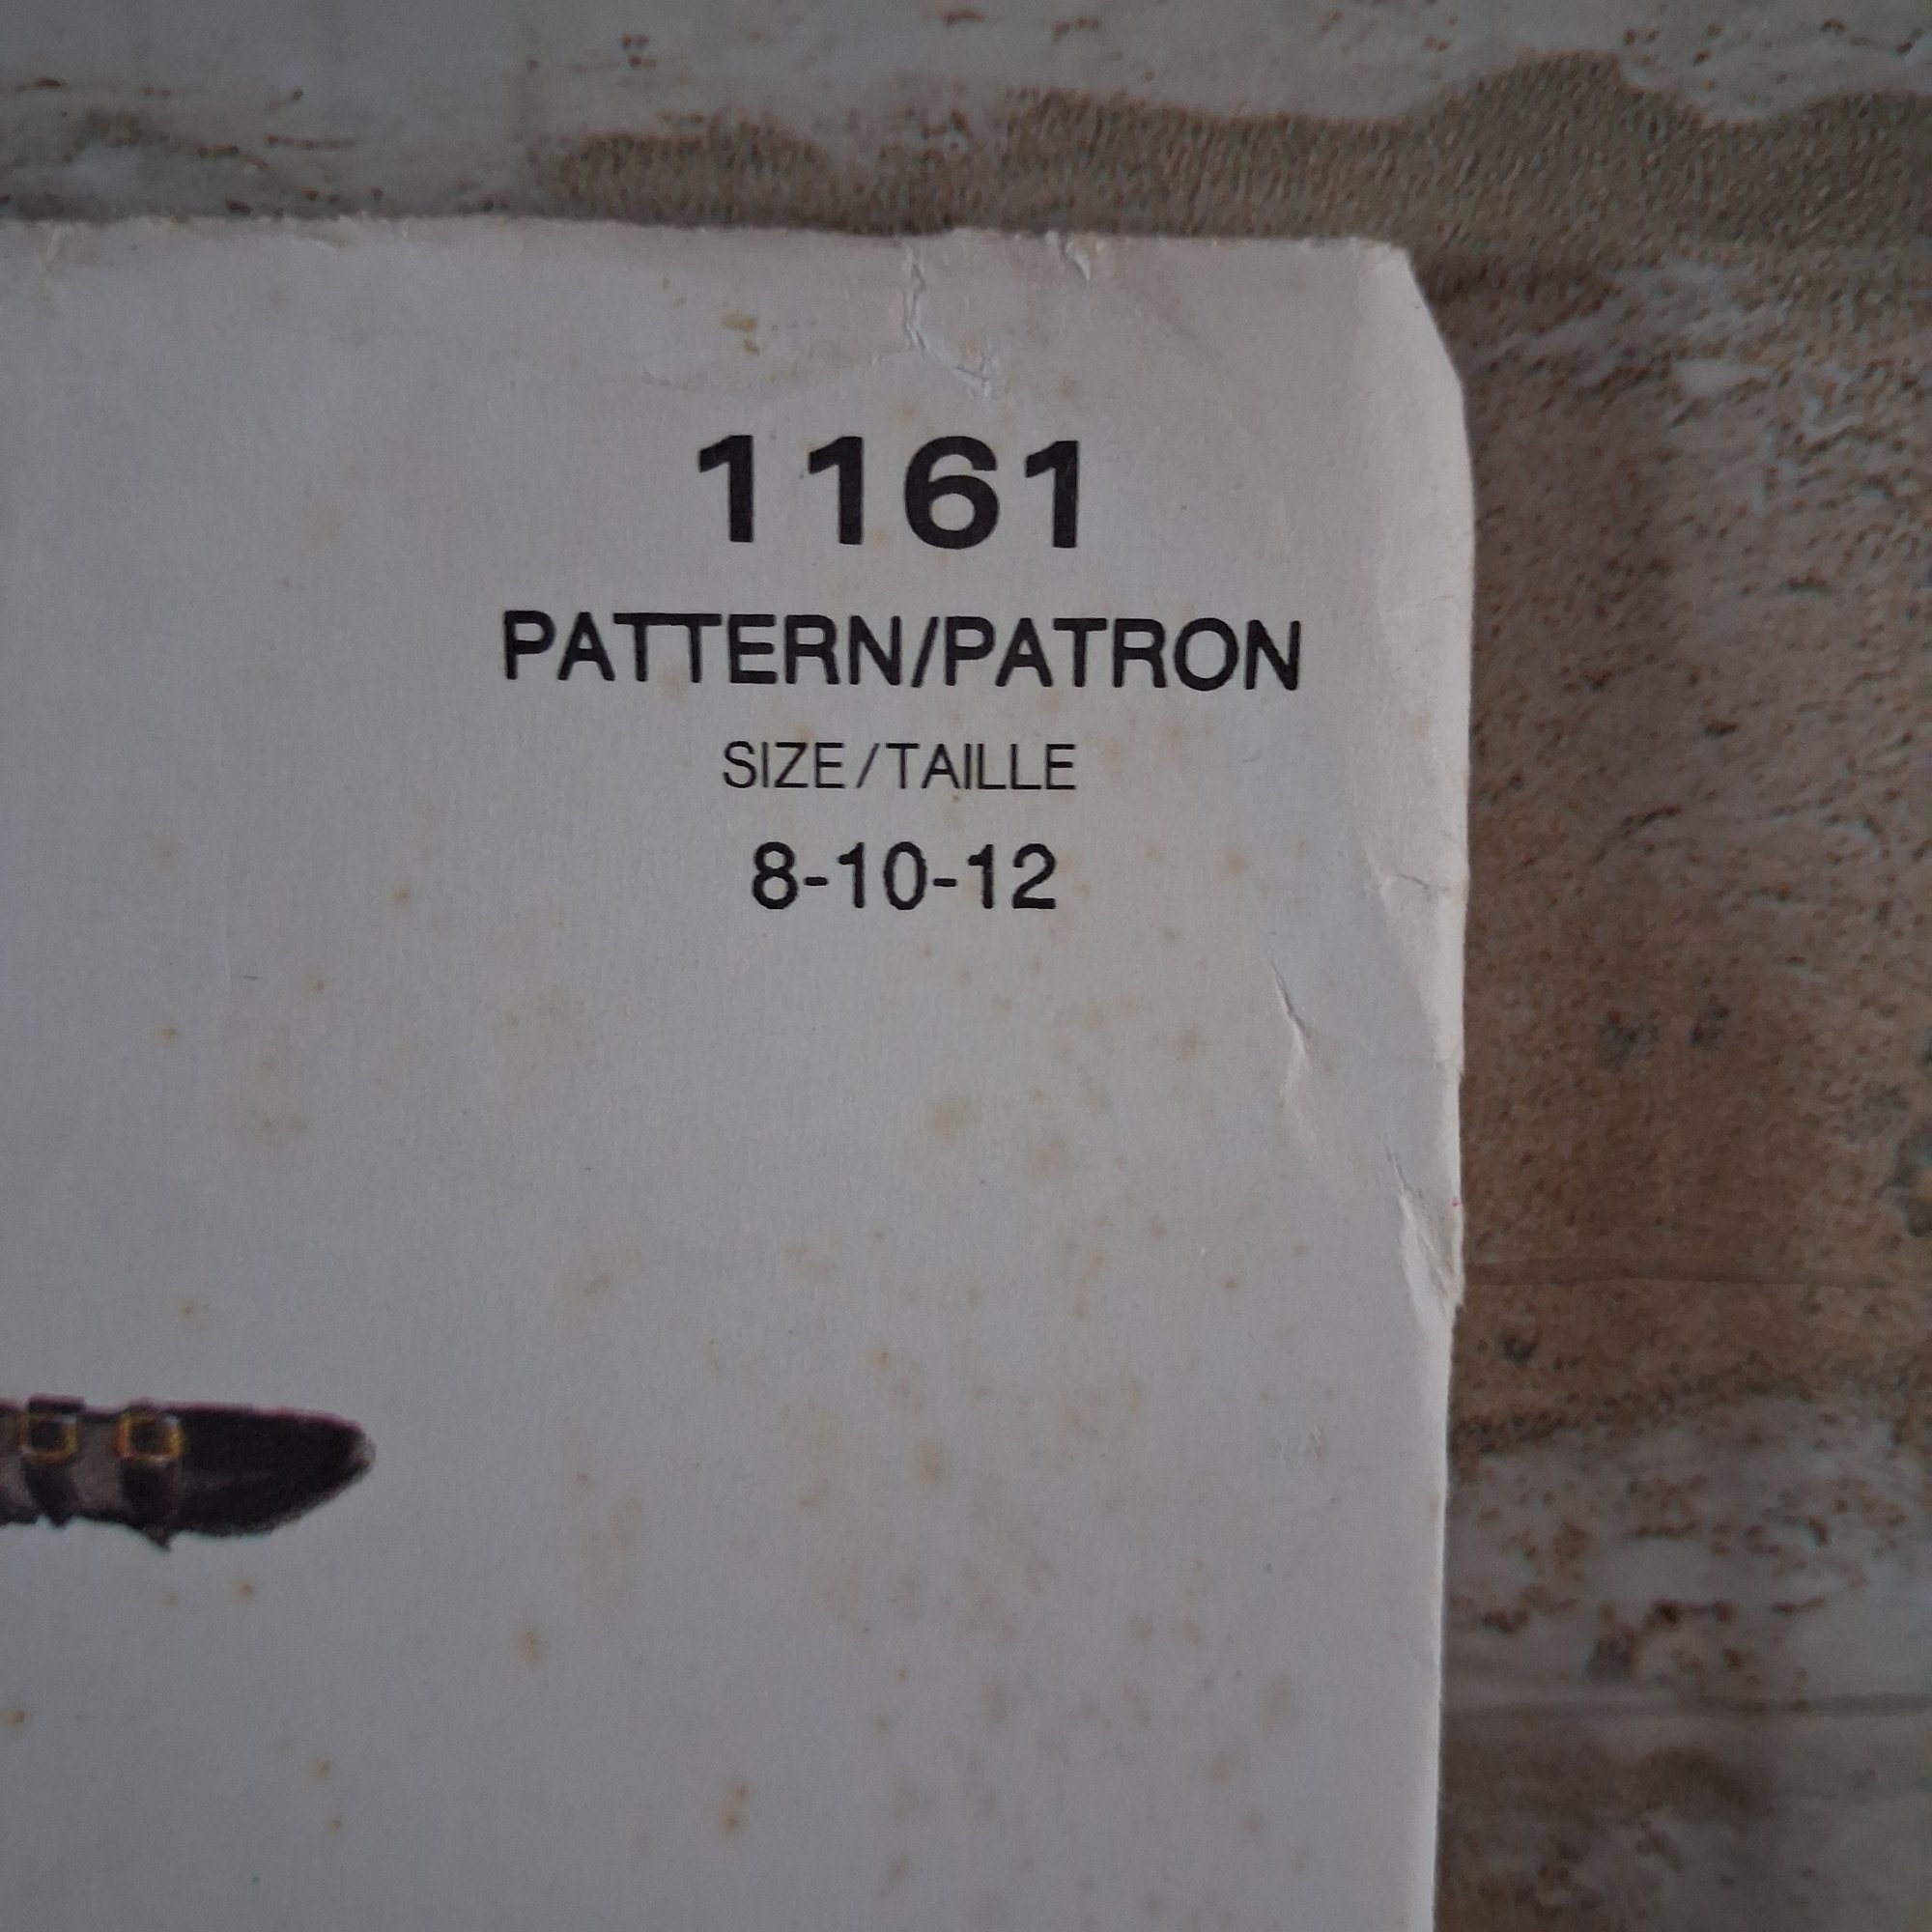 1161
PATTERN/PATRON
SIZE/TAILLE
8-10-12